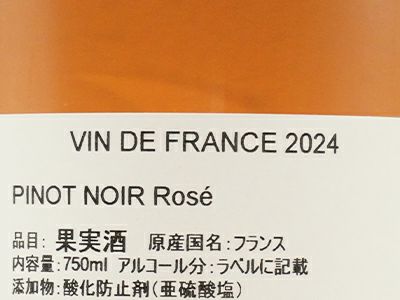 VIN DE FRANCE 2024
PINOT NOIR Rosé
品目: 果実酒 原産国名:フランス
内容量:750ml アルコール分:ラベルに記載
添加物:酸化防止剤(亜硫酸塩)